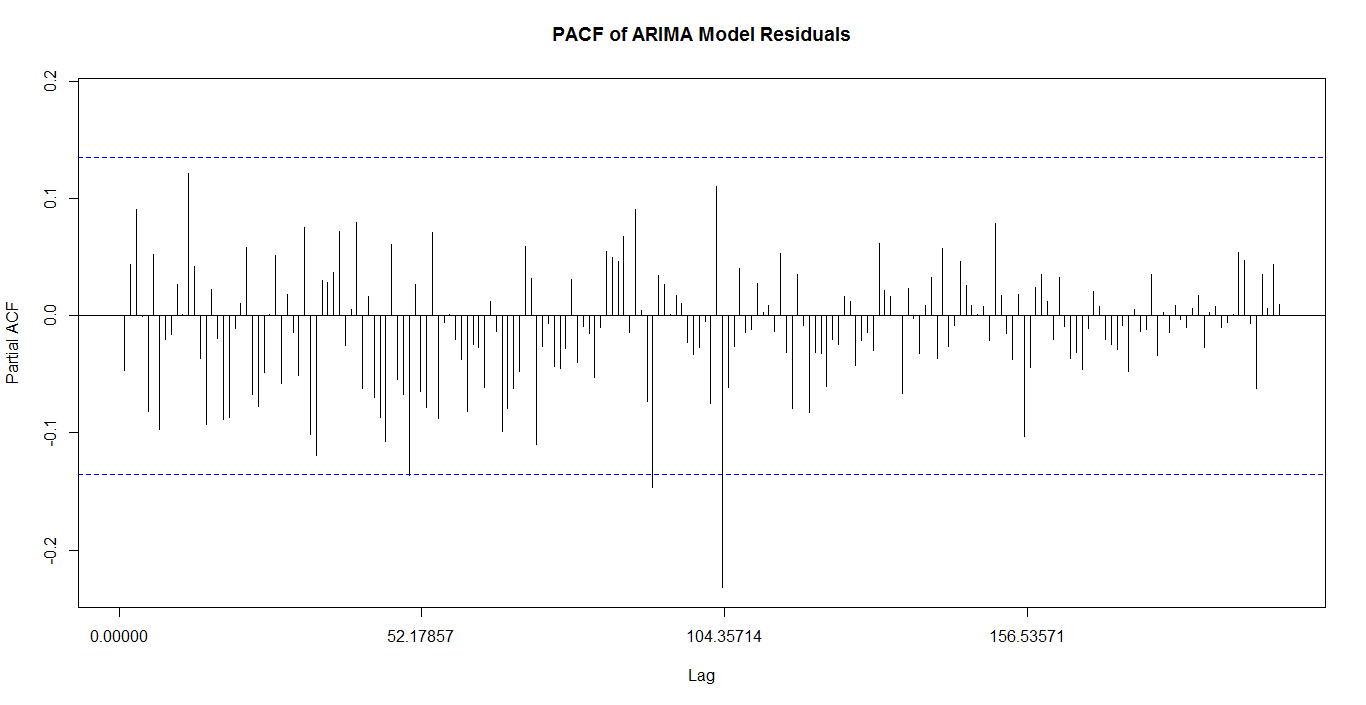 PACF of ARIMA Model Residuals
Partial ACF
0.2
0.1
0.0
-0.1
-0.2
0.00000 52.17857 104.35714 156.53571
Lag